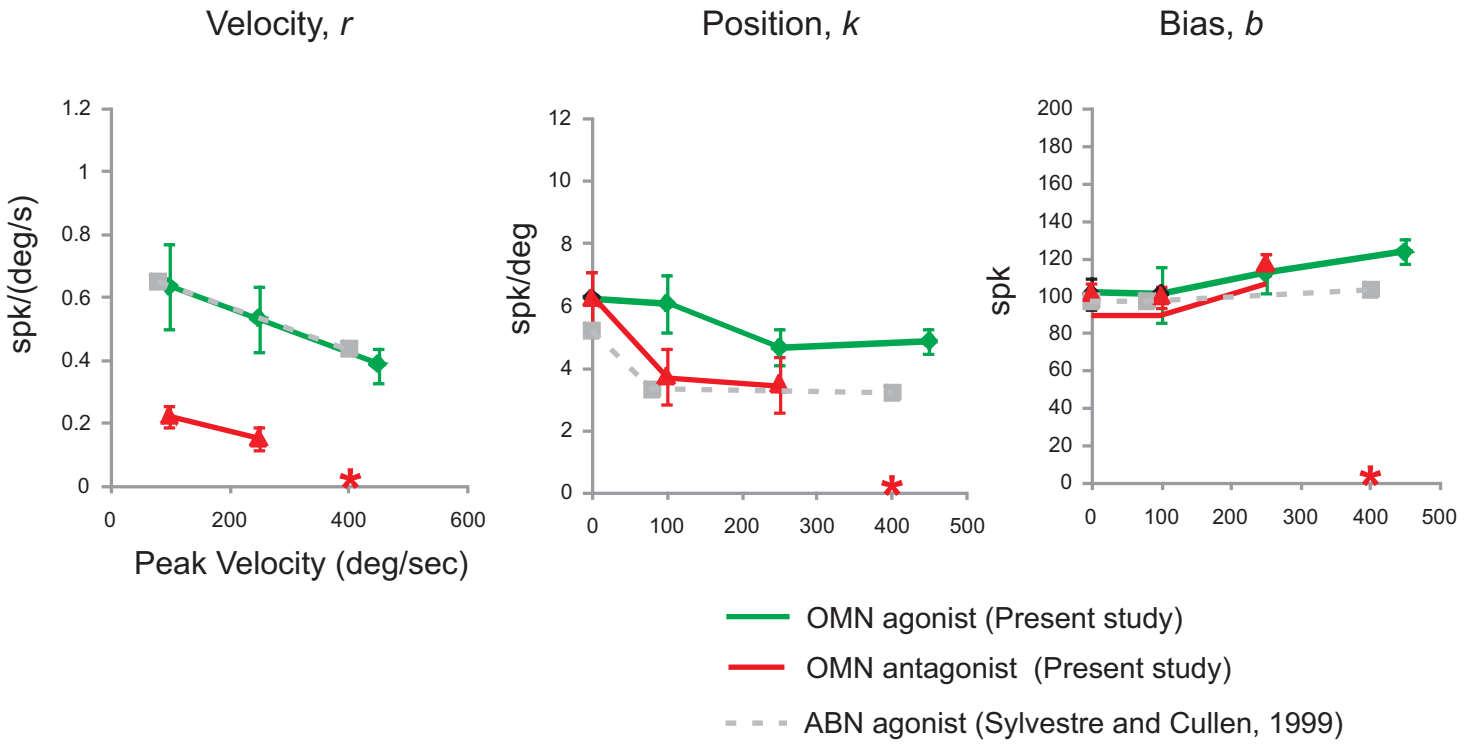 Velocity, r
Position, k
Bias, b
spk/(deg/s)
1.2
1
0.8
0.6
0.4
0.2
0
0 200 400 600
Peak Velocity (deg/sec)
spk/deg
12
10
8
6
4
2
0
0 100 200 300 400 500
spk
200
180
160
140
120
100
80
60
40
20
0
0 100 200 300 400 500
*
*
*
OMN agonist (Present study)
OMN antagonist (Present study)
ABN agonist (Sylvestre and Cullen, 1999)